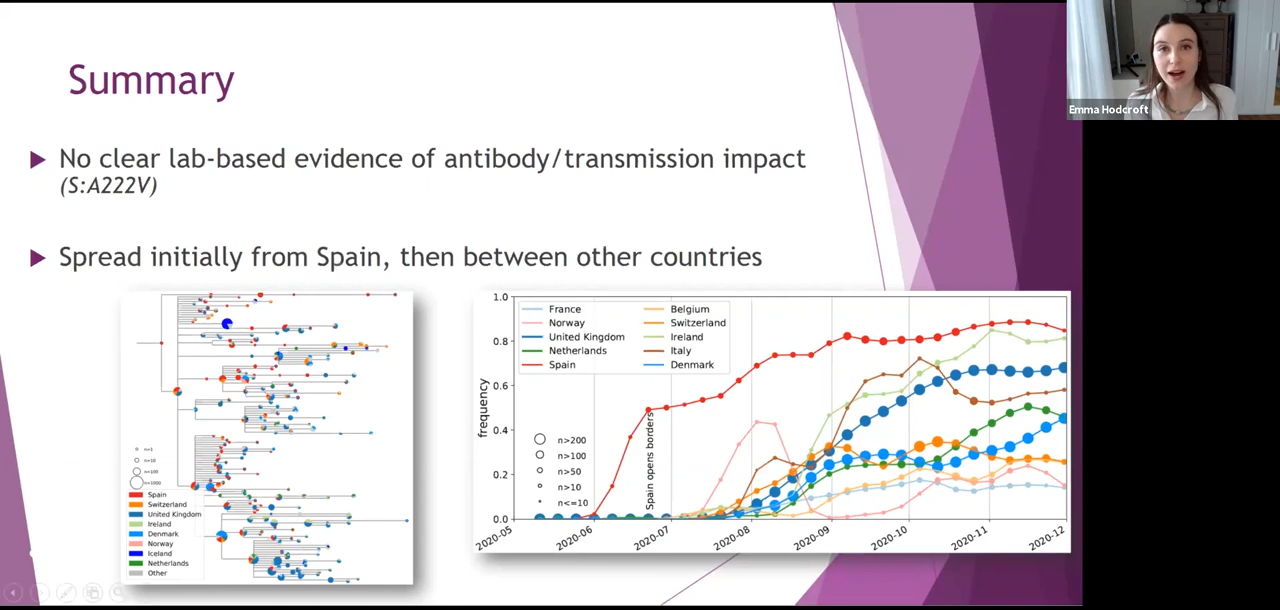 Summary
Emma Hodcroft
No clear lab-based evidence of antibody/transmission impact
(S:A222V)
Spread initially from Spain, then between other countries
n=1
n=10
n=100
n=1000
Spain
Switzerland
United Kingdom
Ireland
Denmark
Norway
Iceland
Netherlands
Other
frequency
1.0
0.8
0.6
0.4
0.2
0.0
France
Norway
United Kingdom
Netherlands
Spain
Belgium
Switzerland
Ireland
Italy
Denmark
n>200
n>100
n>50
n>10
n<=10
Spain opens borders
2020-05
2020-06
2020-07
2020-08
2020-09
2020-10
2020-11
2020-12